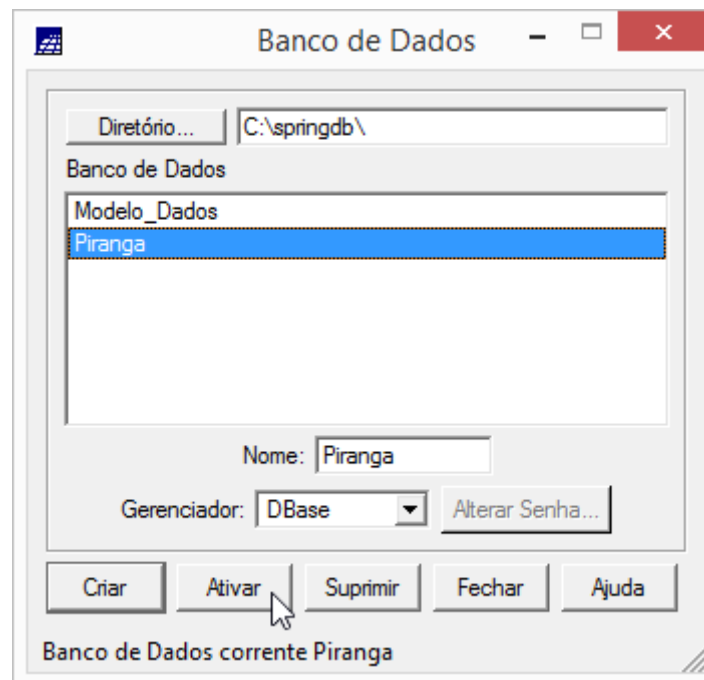 Banco de Dados
Diretório... C:\springdb\
Banco de Dados
Modelo_Dados
Piranga
Nome: Piranga
Gerenciador: DBase Alterar Senha...
Criar Ativar Suprimir Fechar Ajuda
Banco de Dados corrente Piranga